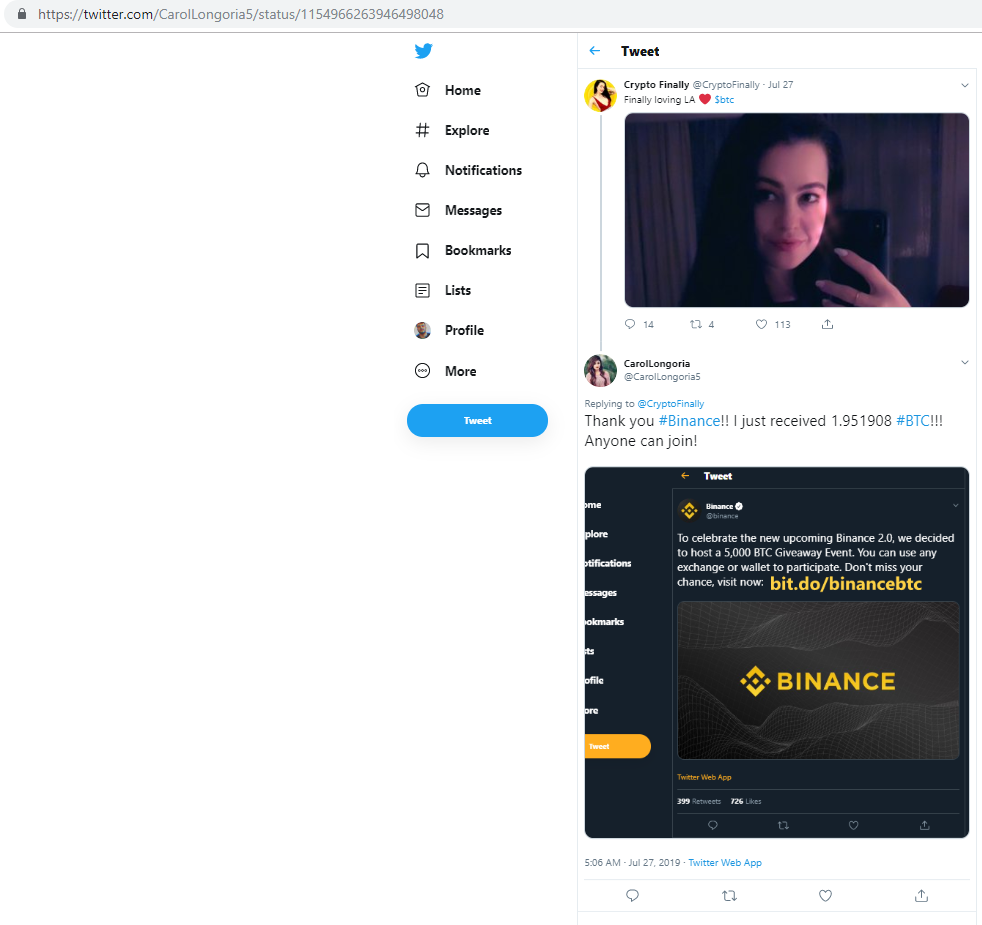 https://twitter.com/CarolLongoria5/status/1154966263946498048
Home
Explore
Notifications
Messages
Bookmarks
Lists
Profile
More
Tweet
Tweet
Crypto Finally @CryptoFinally · Jul 27
Finally loving LA ❤️ $btc
14 4 113
CarolLongoria
@CarolLongoria5
Replying to @CryptoFinally
Thank you #Binance!! I just received 1.951908 #BTC!!!
Anyone can join!
Tweet
ome
plore
otifications
essages
ookmarks
sts
ofile
ore
Tweet
Binance
@binance
To celebrate the new upcoming Binance 2.0, we decided
to host a 5,000 BTC Giveaway Event. You can use any
exchange or wallet to participate. Don't miss your
chance, visit now: bit.do/binancebtc
BINANCE
Twitter Web App
399 Retweets 726 Likes
5:06 AM · Jul 27, 2019 · Twitter Web App